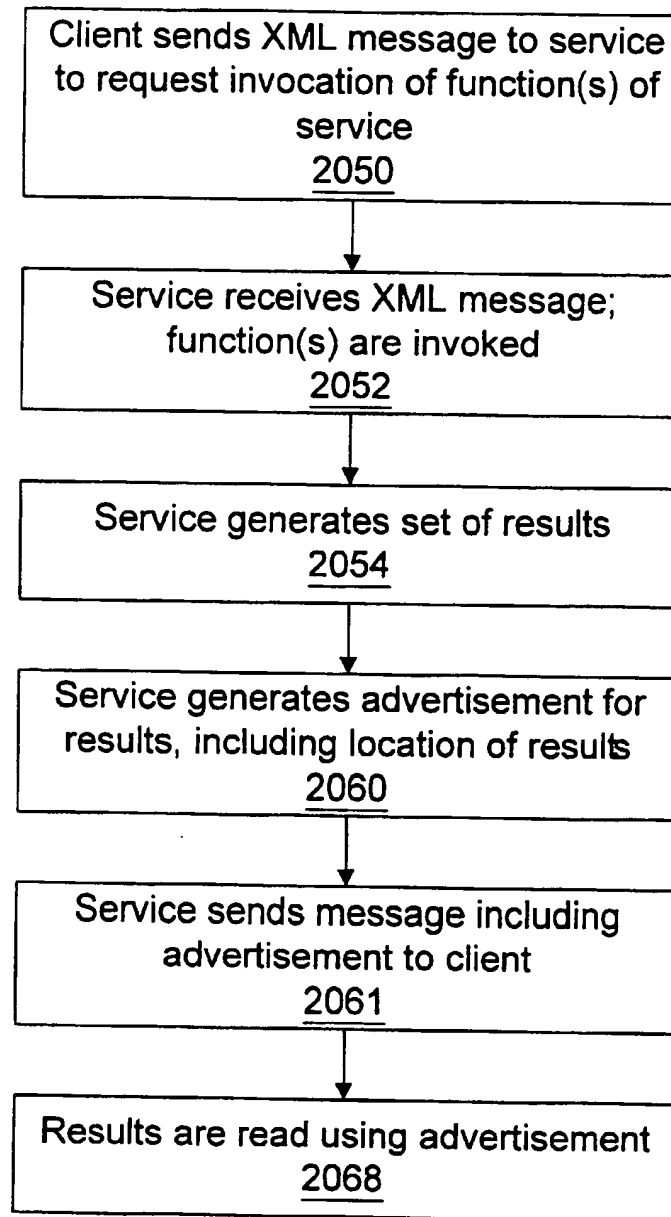 Client sends XML message to service
to request invocation of function(s) of
service
2050
Service receives XML message;
function(s) are invoked
2052
Service generates set of results
2054
Service generates advertisement for
results, including location of results
2060
Service sends message including
advertisement to client
2061
Results are read using advertisement
2068